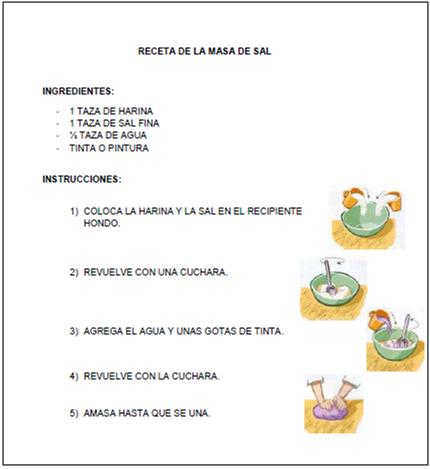 RECETA DE LA MASA DE SAL
INGREDIENTES:
- 1 TAZA DE HARINA
- 1 TAZA DE SAL FINA
- ½ TAZA DE AGUA
- TINTA O PINTURA
INSTRUCCIONES:
1) COLOCA LA HARINA Y LA SAL EN EL RECIPIENTE
HONDO.
2) REVUELVE CON UNA CUCHARA.
3) AGREGA EL AGUA Y UNAS GOTAS DE TINTA.
4) REVUELVE CON LA CUCHARA.
5) AMASA HASTA QUE SE UNA.